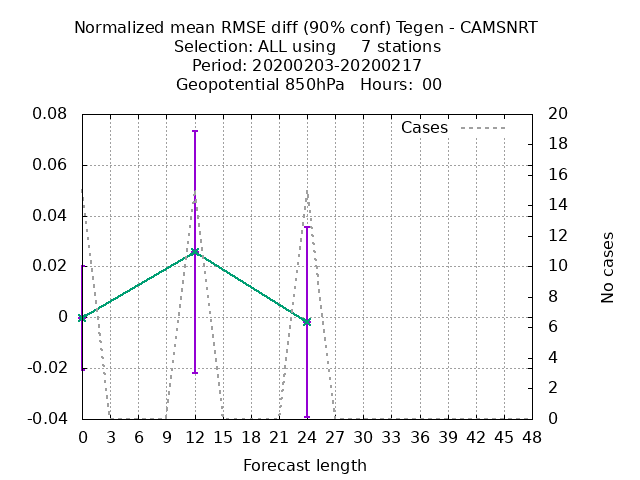 Normalized mean RMSE diff (90% conf) Tegen - CAMSNRT
Selection: ALL using 7 stations
Period: 20200203-20200217
Geopotential 850hPa Hours: 00
Cases
0.08
0.06
0.04
0.02
0
-0.02
-0.04
20
18
16
14
12
10
8
6
4
2
0
No cases
0 3 6 9 12 15 18 21 24 27 30 33 36 39 42 45 48
Forecast length